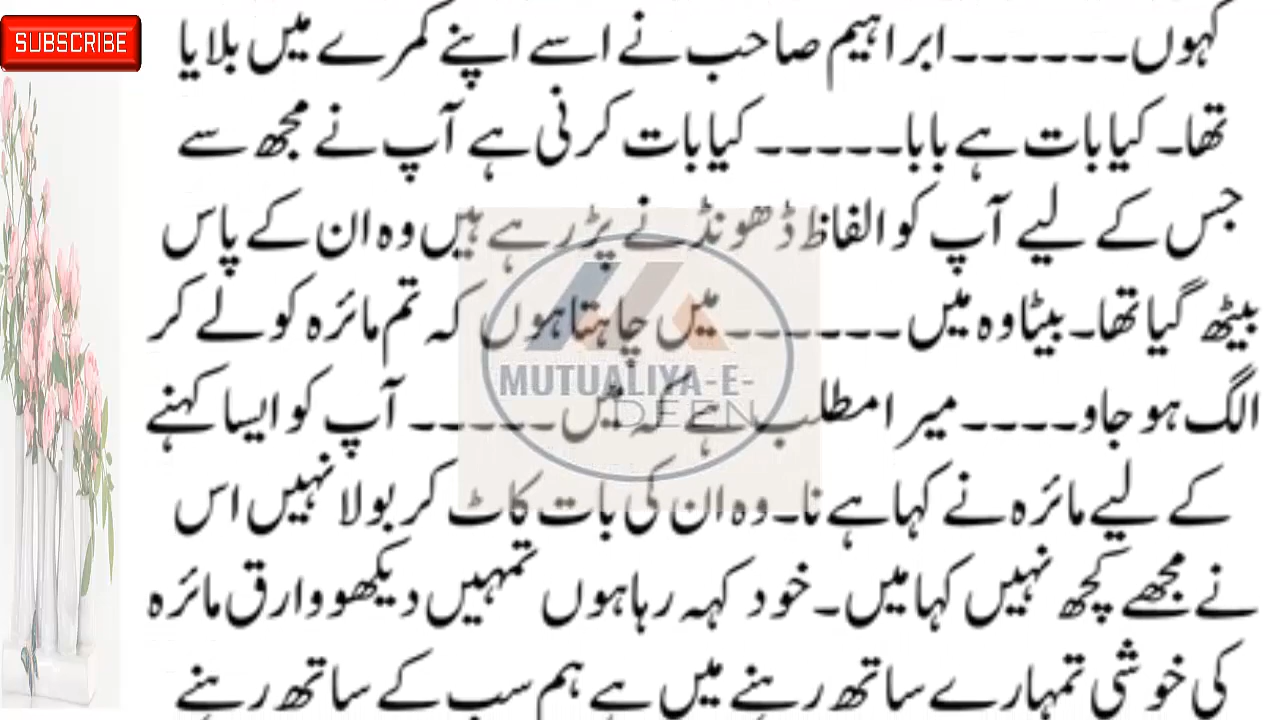 SUBSCRIBE
کہوں۔۔۔۔۔۔ابراہیم صاحب نے اسے اپنے کمرے میں بلایا
تھا۔ کیا بات ہے بابا۔۔۔۔۔ کیا بات کرنی ہے آپ نے مجھ سے
جس کے لیے آپ کو الفاظ ڈھونڈنے پڑ رہے ہیں وہ ان کے پاس
بیٹھ گیا تھا۔ بیٹا وہ میں ۔۔۔۔۔۔ میں چاہتا ہوں کہ تم مائرہ کو لے کر
الگ ہو جاو۔۔۔۔میرا مطلب ہے کہ میں۔۔۔۔۔ آپ کو ایسا کہنے
کے لیے مائرہ نے کہا ہے نا۔ وہ ان کی بات کاٹ کر بولا نہیں اس
نے مجھے کچھ نہیں کہا میں۔ خود کہہ رہا ہوں تمہیں دیکھو وارق مائرہ
کی خوشی تمہارے ساتھ رہنے میں ہے ہم سب کے ساتھ رہنے
MUTUALIYA-E-
DEEN